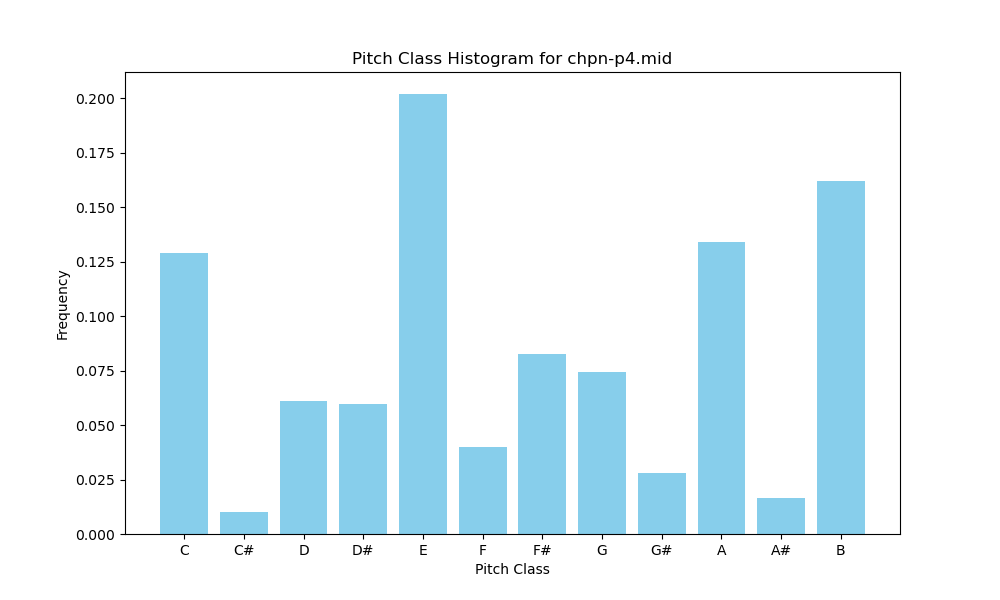 Pitch Class Histogram for chpn-p4.mid
0.200
0.175
0.150
0.125
0.100
0.075
0.050
0.025
0.000
Frequency
C C# D D# E F F# G G# A A# B
Pitch Class